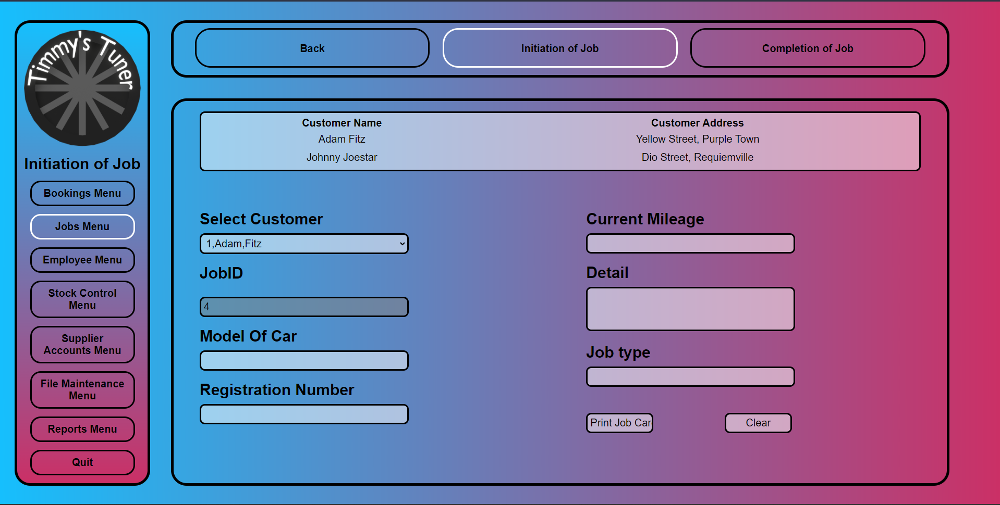 Timmy's Tuner
Initiation of Job
Bookings Menu
Jobs Menu
Employee Menu
Stock Control
Menu
Supplier
Accounts Menu
File Maintenance
Menu
Reports Menu
Quit
Back
Initiation of Job
Completion of Job
Customer Name
Customer Address
Adam Fitz
Yellow Street, Purple Town
Johnny Joestar
Dio Street, Requiemville
Select Customer
1,Adam,Fitz
JobID
4
Model Of Car
Registration Number
Current Mileage
Detail
Job type
Print Job Car
Clear